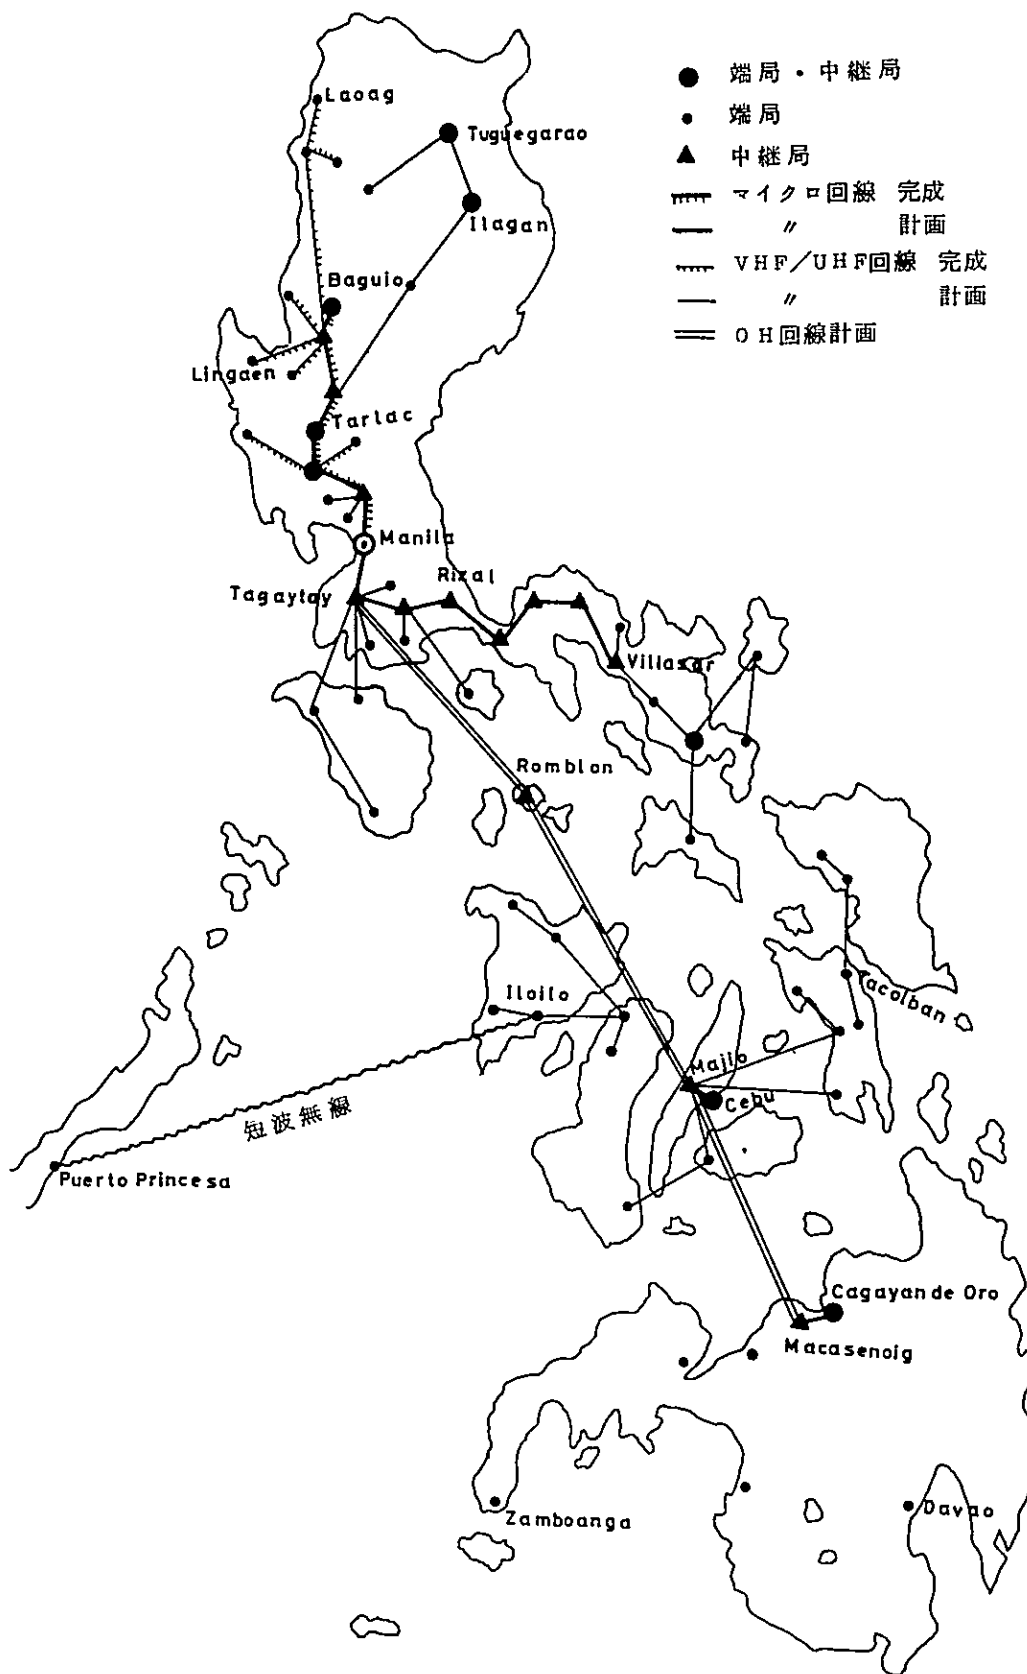 端局・中継局
端局
中継局
マイクロ回線 完成
〃 計画
VHF/UHF回線 完成
〃 計画
OH回線計画
Laoag
Tuguegarao
Ilagan
Baguio
Lingaen
Tarlac
Manila
Rizal
Tagaytay
Villasar
Romblon
Iloilo
Tacolban
Majio
Cebu
短波無線
Puerto Princesa
Cagayan de Oro
Macasenoig
Zamboanga
Davao